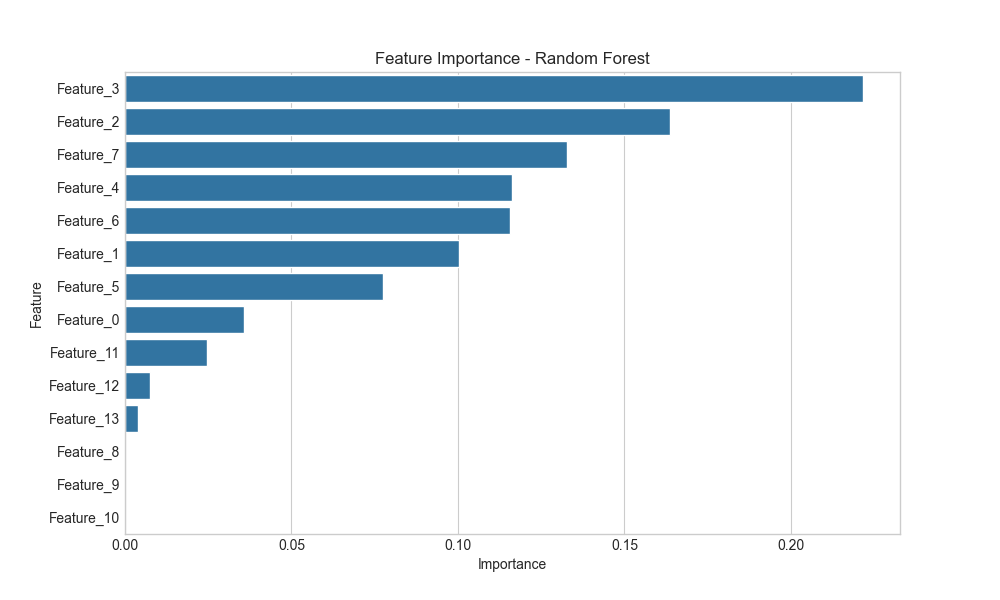 Feature Importance - Random Forest
Feature_3
Feature_2
Feature_7
Feature_4
Feature_6
Feature_1
Feature_5
Feature_0
Feature_11
Feature_12
Feature_13
Feature_8
Feature_9
Feature_10
Feature
0.00 0.05 0.10 0.15 0.20
Importance